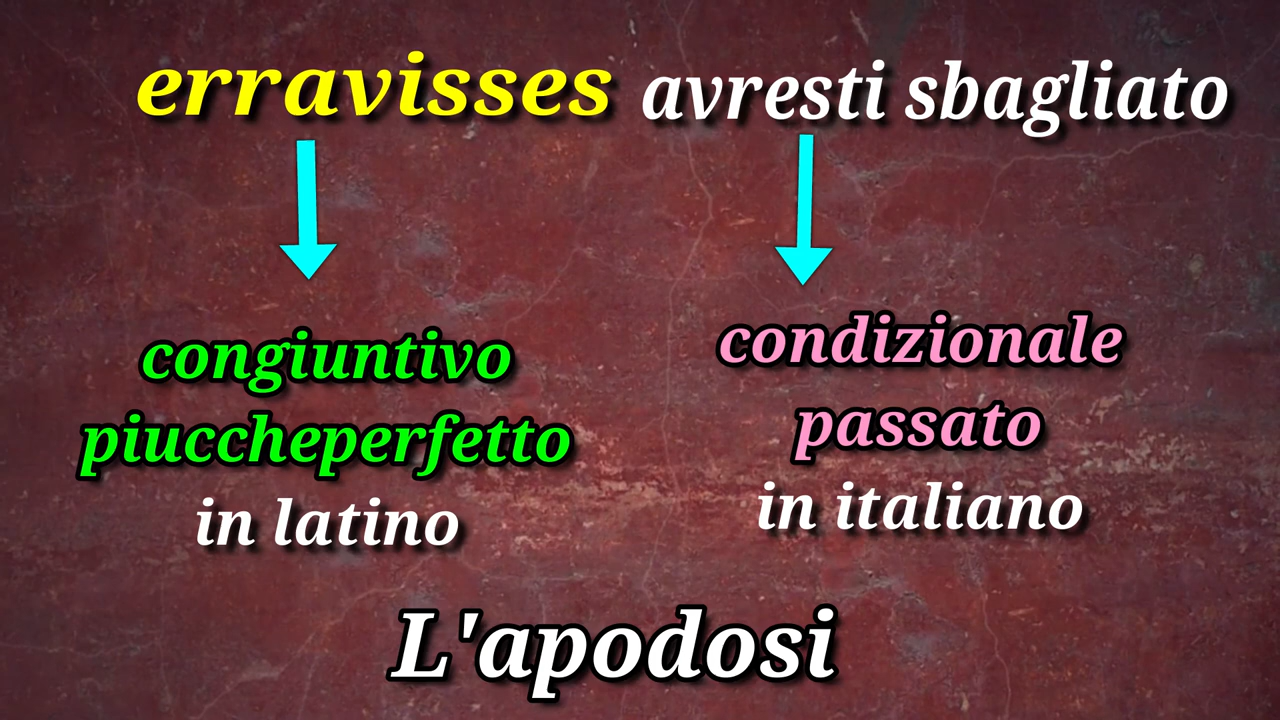 erravisses avresti sbagliato
congiuntivo
piuccheperfetto
in latino
condizionale
passato
in italiano
L'apodosi